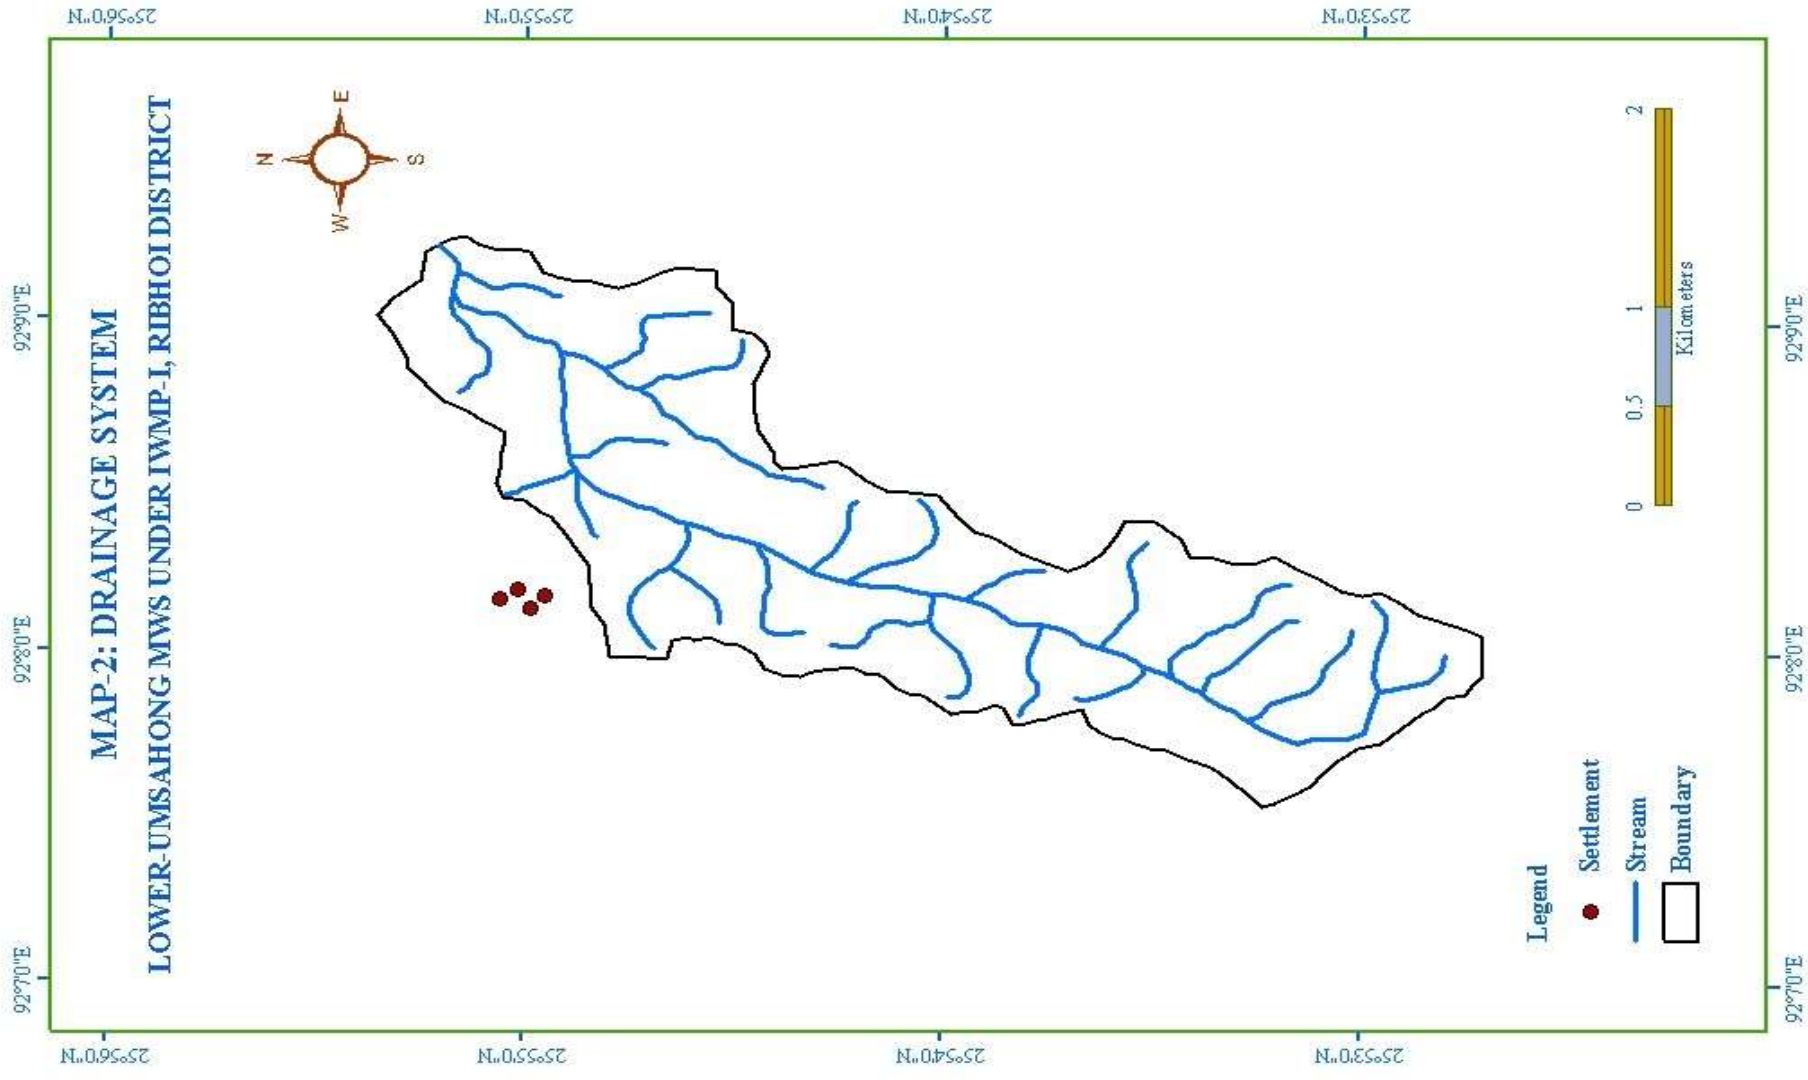 92°7'0"E 92°8'0"E 92°9'0"E
MAP-2: DRAINAGE SYSTEM
LOWER-UMSAHONG MWS UNDER IWMP-I, RIBHOI DISTRICT
25°56'0"N 25°56'0"N
N
W E
S
25°55'0"N 25°55'0"N
25°54'0"N 25°54'0"N
25°53'0"N 25°53'0"N
Legend
Settlement
Stream
Boundary
0 0.5 1 2
Kilometers
92°7'0"E 92°8'0"E 92°9'0"E